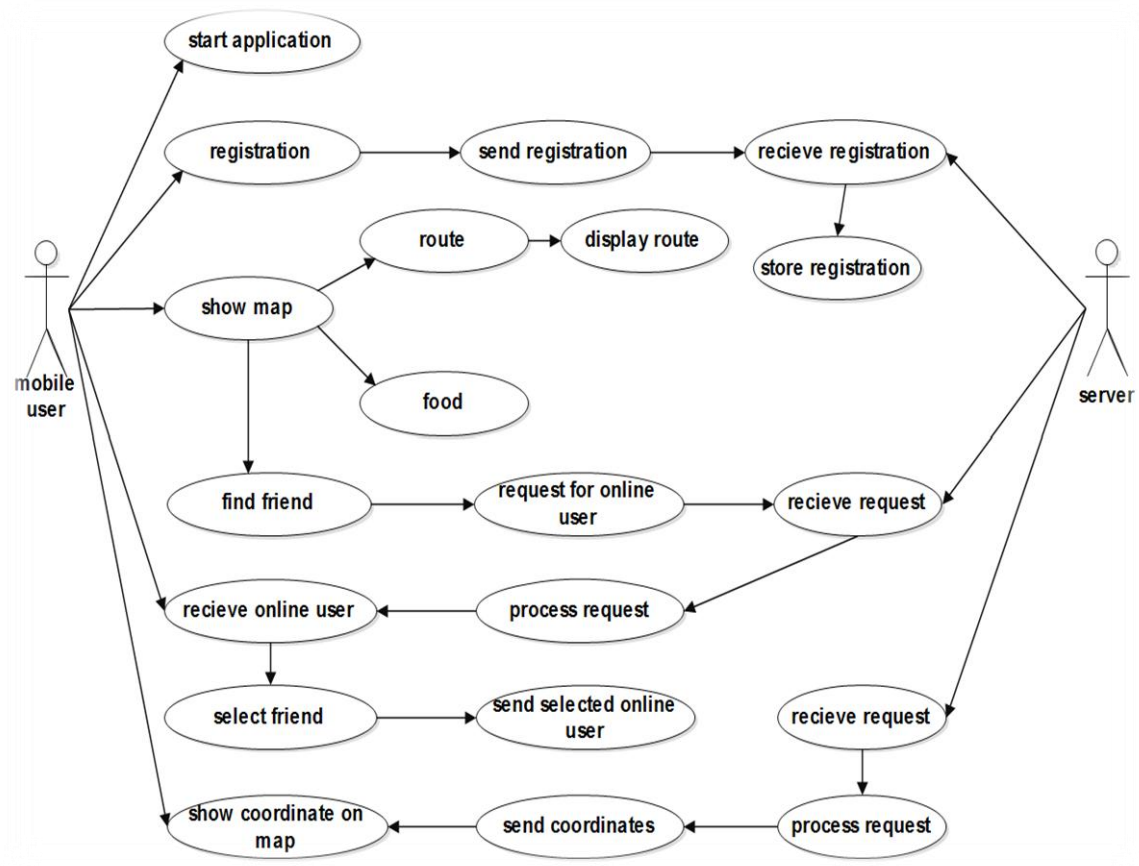 start application
registration
send registration
recieve registration
route
display route
store registration
show map
mobile
user
server
food
find friend
request for online
user
recieve request
recieve online user
process request
select friend
send selected online
user
recieve request
show coordinate on
map
send coordinates
process request